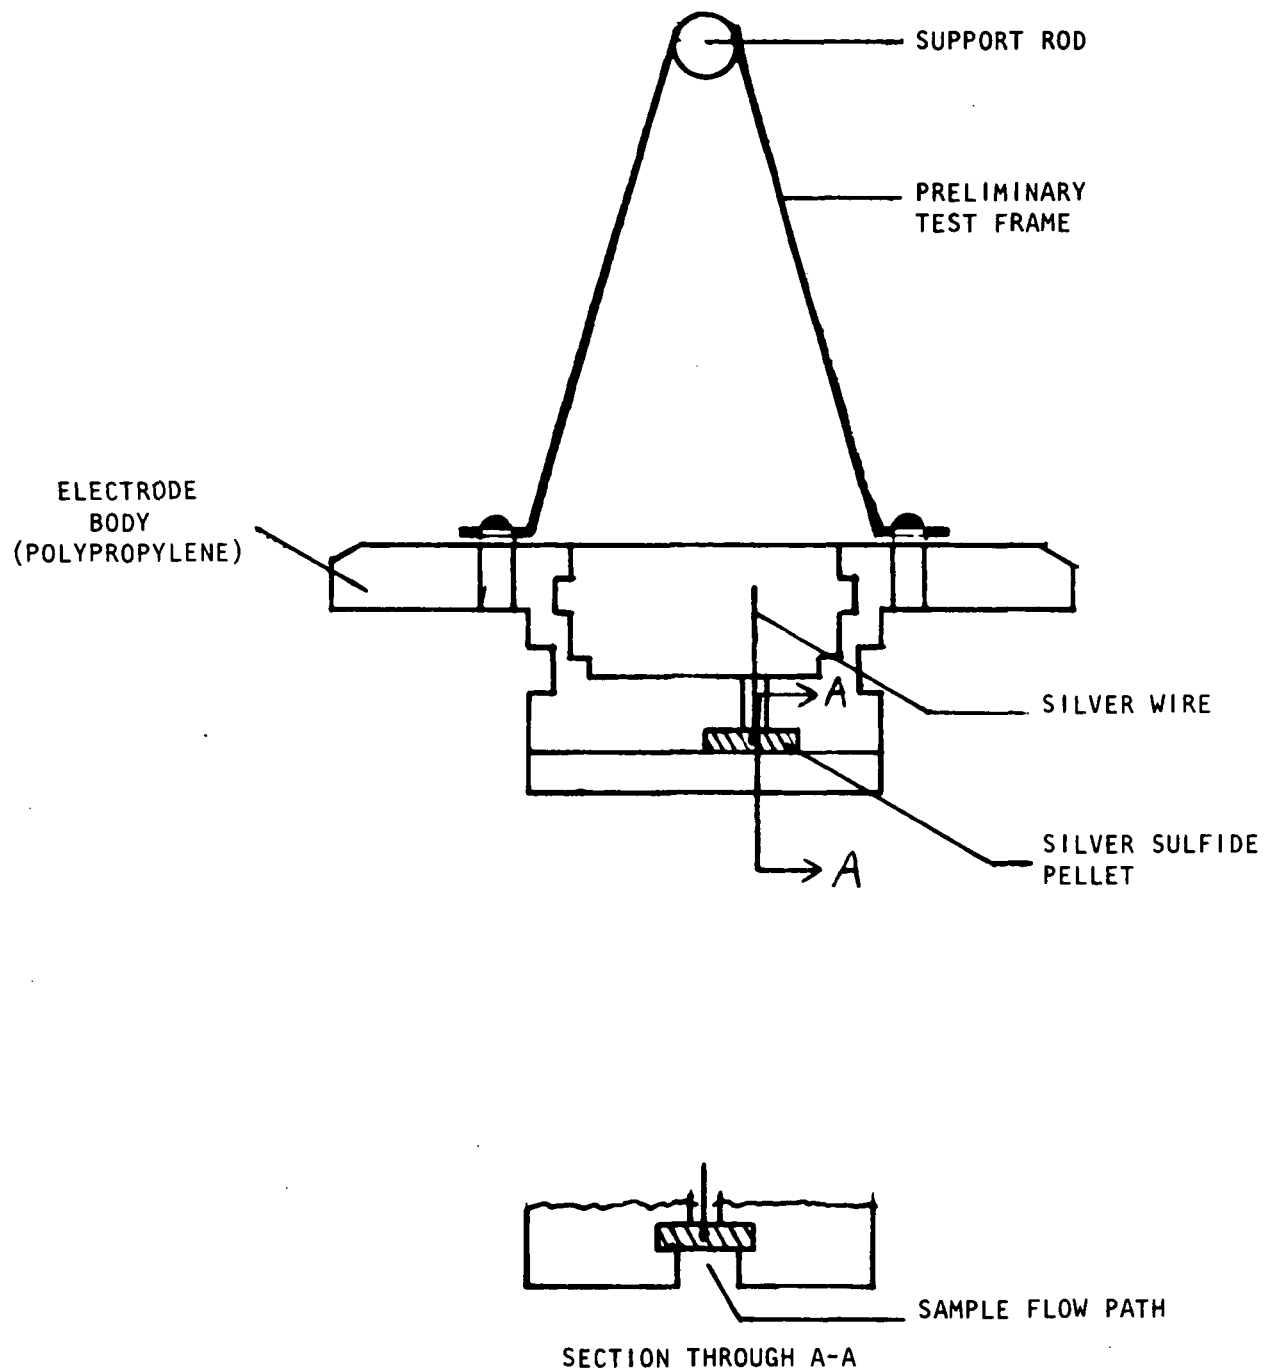 SUPPORT ROD
PRELIMINARY
TEST FRAME
ELECTRODE
BODY
(POLYPROPYLENE)
A
SILVER WIRE
SILVER SULFIDE
PELLET
A
SAMPLE FLOW PATH
SECTION THROUGH A-A